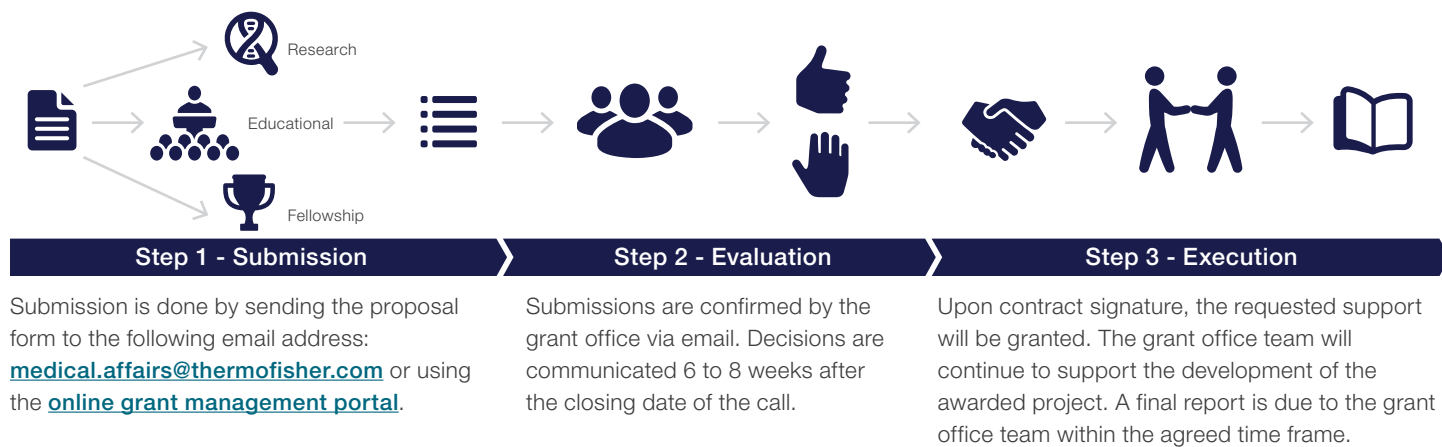 Research
Educational
Fellowship
Step 1 - Submission
Submission is done by sending the proposal
form to the following email address:
medical.affairs@thermofisher.com or using
the online grant management portal.
Step 2 - Evaluation
Submissions are confirmed by the
grant office via email. Decisions are
communicated 6 to 8 weeks after
the closing date of the call.
Step 3 - Execution
Upon contract signature, the requested support
will be granted. The grant office team will
continue to support the development of the
awarded project. A final report is due to the grant
office team within the agreed time frame.